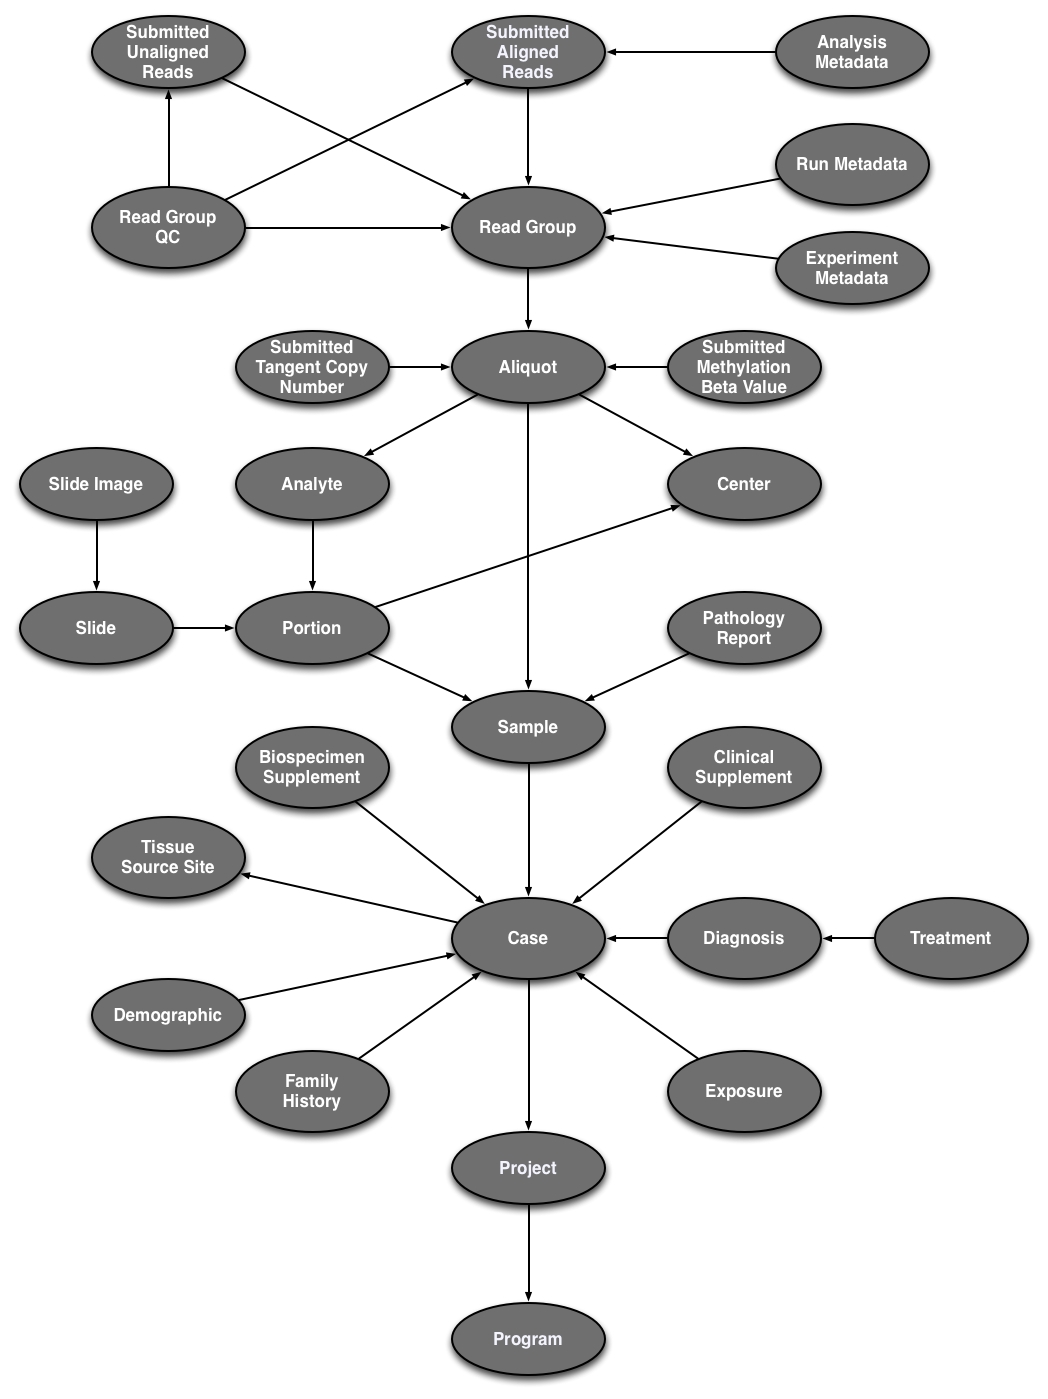 Submitted
Unaligned
Reads
Submitted
Aligned
Reads
Analysis
Metadata
Run Metadata
Read Group
QC
Read Group
Experiment
Metadata
Submitted
Tangent Copy
Number
Aliquot
Submitted
Methylation
Beta Value
Slide Image
Analyte
Center
Slide
Portion
Pathology
Report
Sample
Biospecimen
Supplement
Clinical
Supplement
Tissue
Source Site
Case
Diagnosis
Treatment
Demographic
Family
History
Exposure
Project
Program